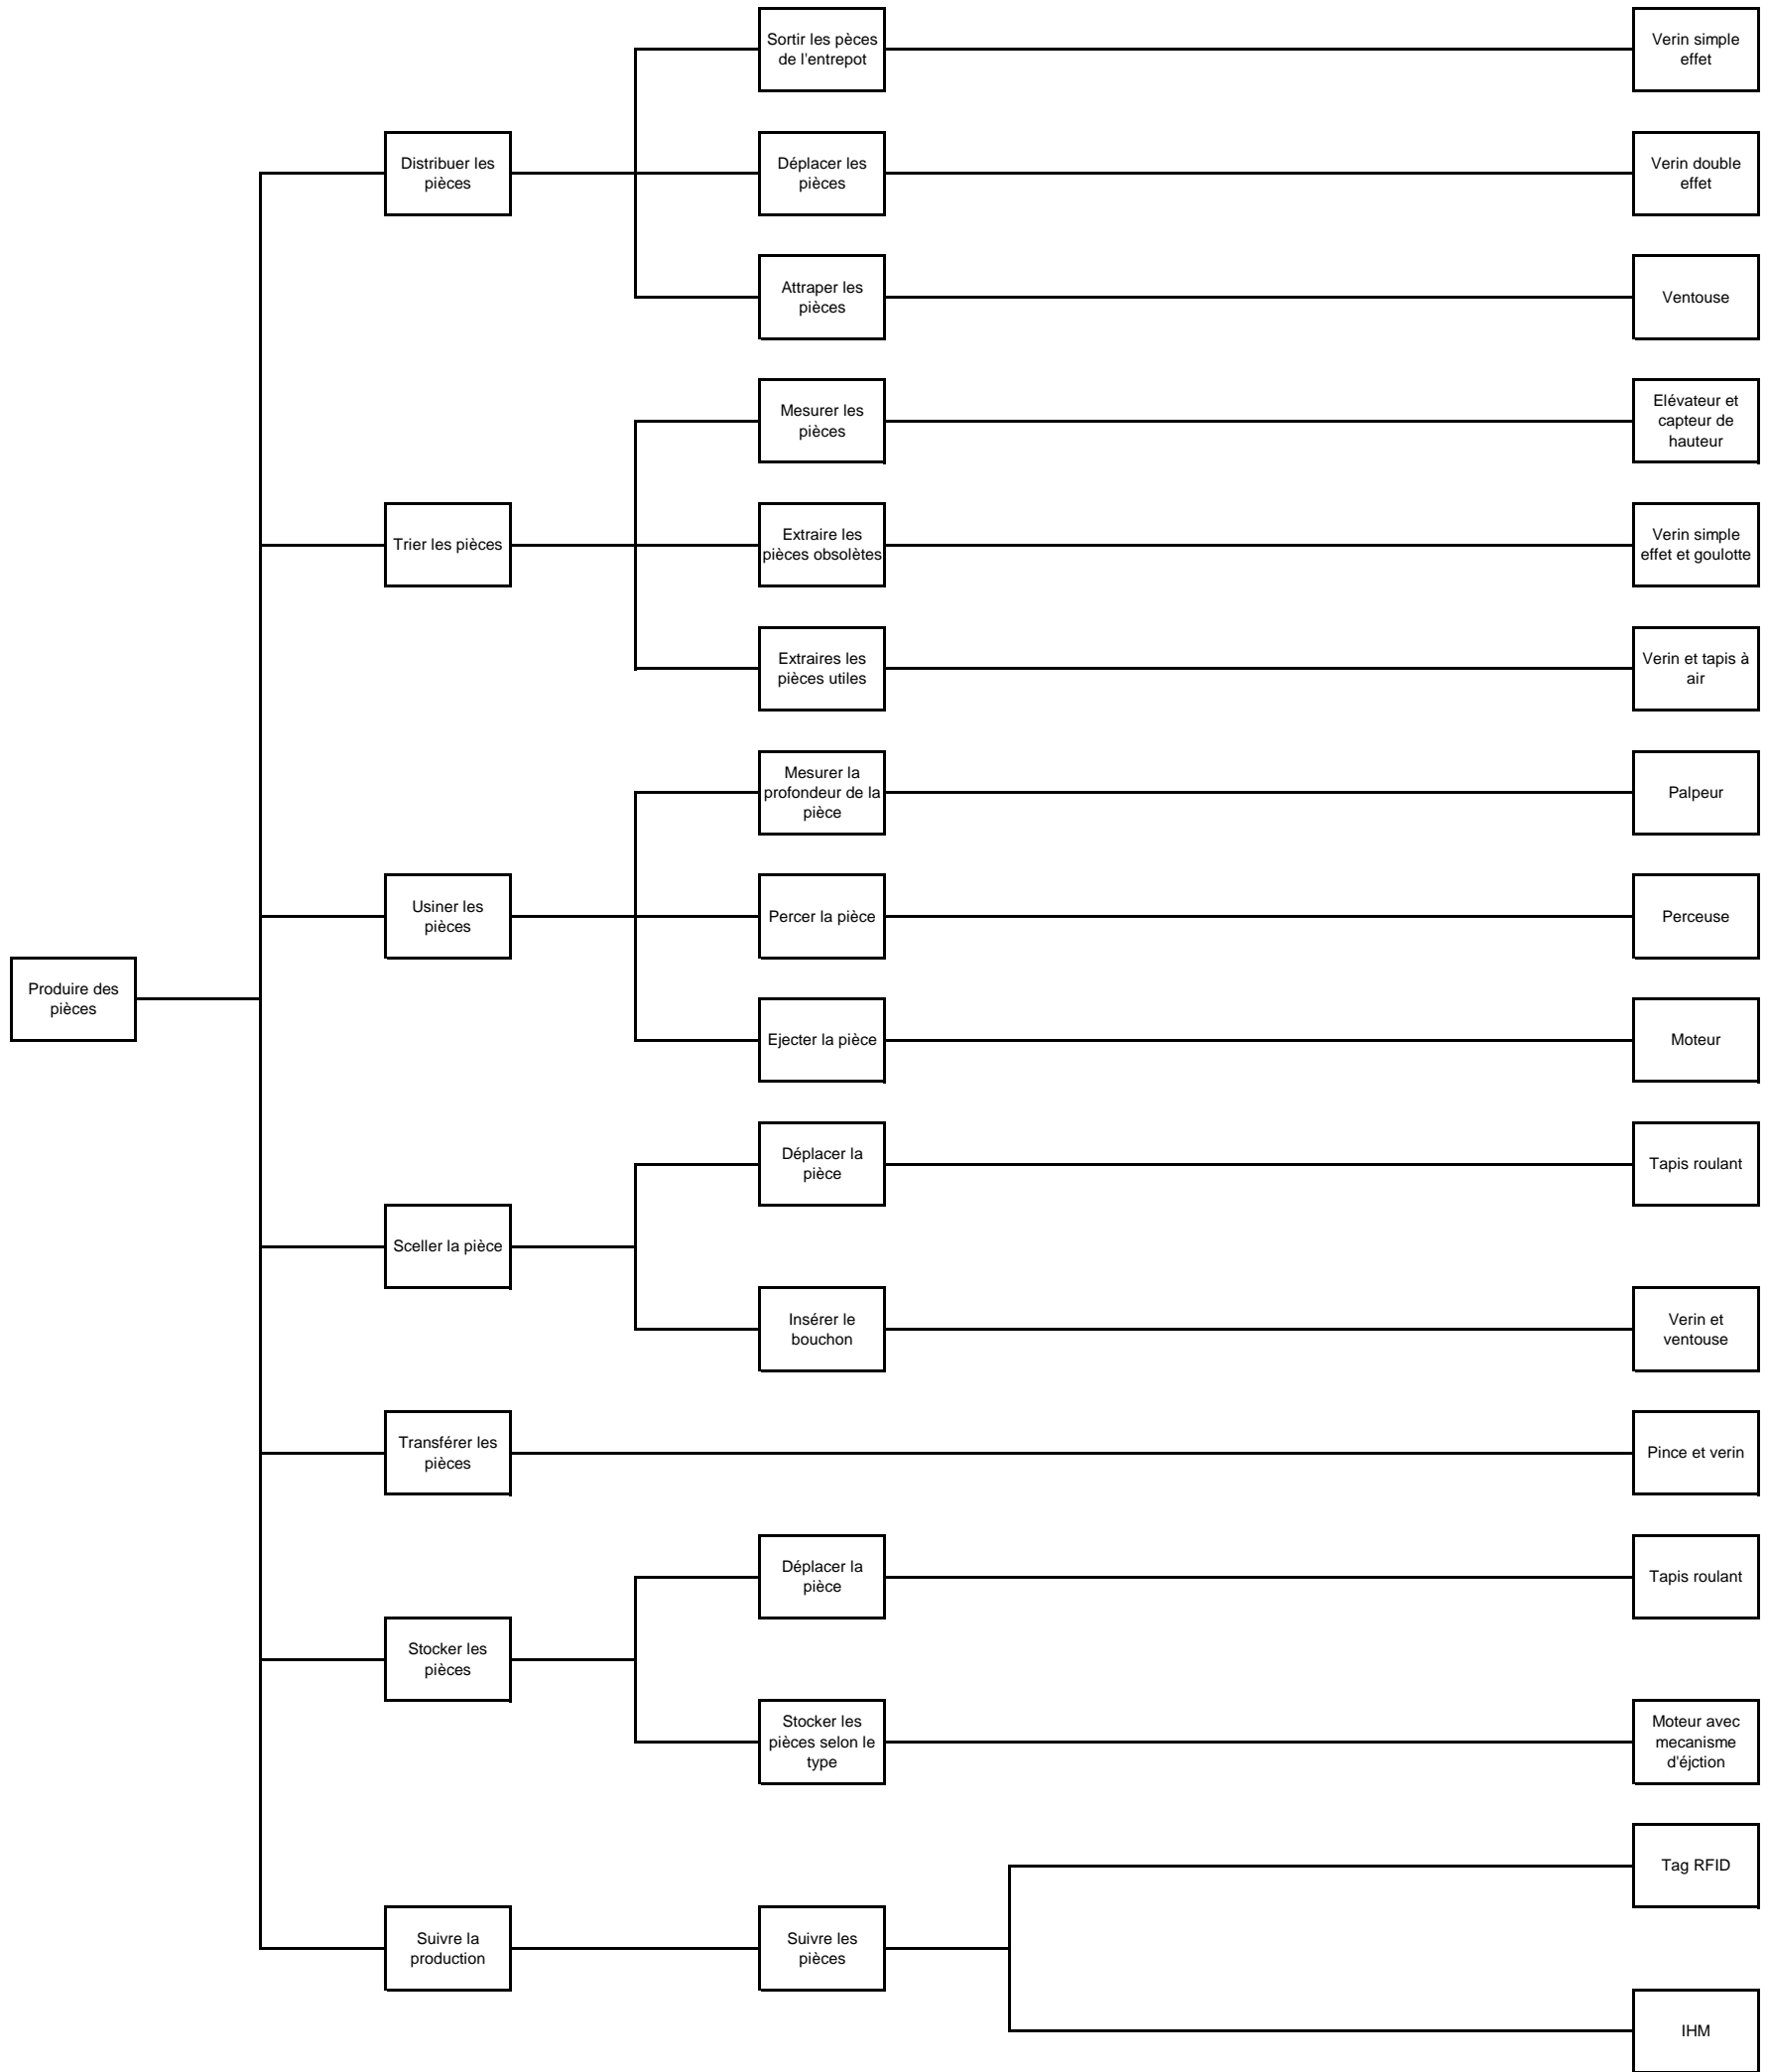 Sortir les pèces
de l'entrepot
Verin simple
effet
Distribuer les
pièces
Déplacer les
pièces
Verin double
effet
Attraper les
pièces
Ventouse
Mesurer les
pièces
Elévateur et
capteur de
hauteur
Trier les pièces
Extraire les
pièces obsolètes
Verin simple
effet et goulotte
Extraires les
pièces utiles
Verin et tapis à
air
Mesurer la
profondeur de la
pièce
Palpeur
Usiner les
pièces
Percer la pièce
Perceuse
Produire des
pièces
Ejecter la pièce
Moteur
Déplacer la
pièce
Tapis roulant
Sceller la pièce
Insérer le
bouchon
Verin et
ventouse
Transférer les
pièces
Pince et verin
Déplacer la
pièce
Tapis roulant
Stocker les
pièces
Stocker les
pièces selon le
type
Moteur avec
mecanisme
d'éjction
Tag RFID
Suivre la
production
Suivre les
pièces
IHM